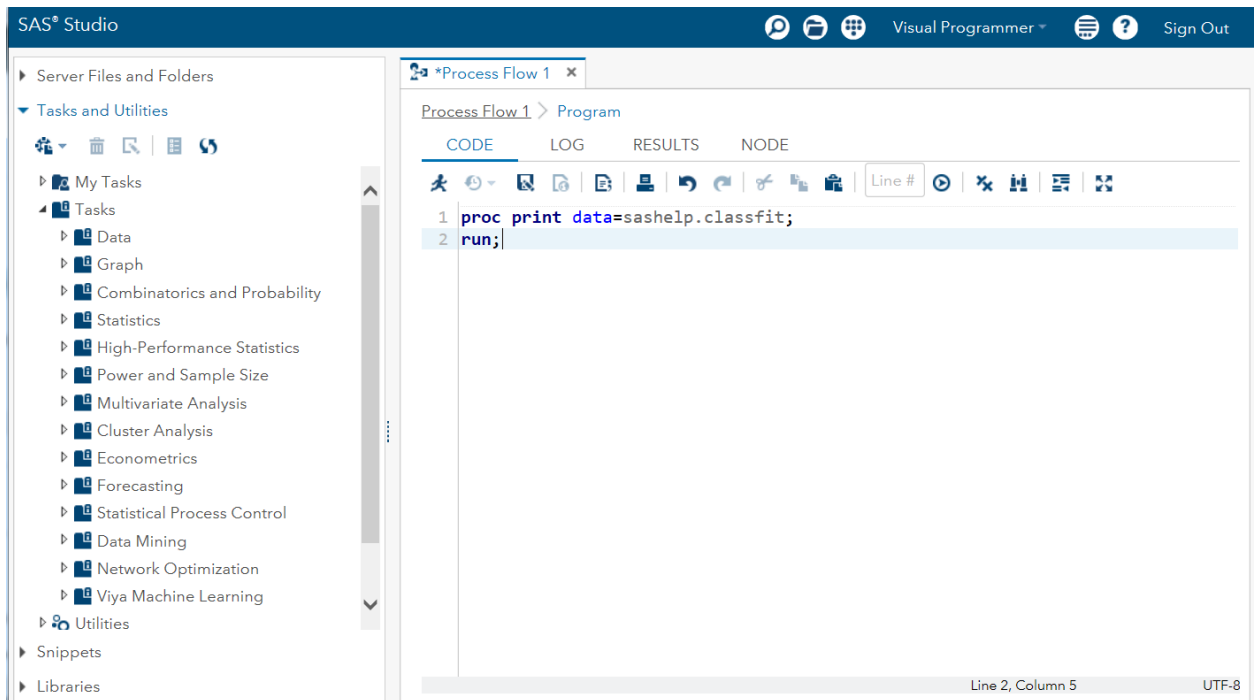 SAS® Studio
Visual Programmer
Sign Out
Server Files and Folders
Tasks and Utilities
My Tasks
Tasks
Data
Graph
Combinatorics and Probability
Statistics
High-Performance Statistics
Power and Sample Size
Multivariate Analysis
Cluster Analysis
Econometrics
Forecasting
Statistical Process Control
Data Mining
Network Optimization
Viya Machine Learning
Utilities
Snippets
Libraries
*Process Flow 1
Process Flow 1 > Program
CODE LOG RESULTS NODE
Line #
1 proc print data=sashelp.classfit;
2 run;
Line 2, Column 5 UTF-8